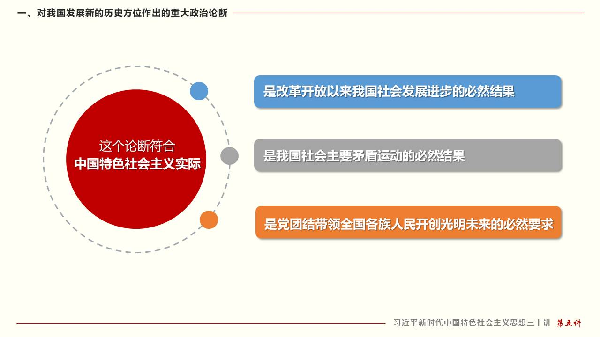 一、对我国发展新的历史方位作出的重大政治论断
这个论断符合
中国特色社会主义实际
是改革开放以来我国社会发展进步的必然结果
是我国社会主要矛盾运动的必然结果
是党团结带领全国各族人民开创光明未来的必然要求
习近平新时代中国特色社会主义思想三十讲 第五讲